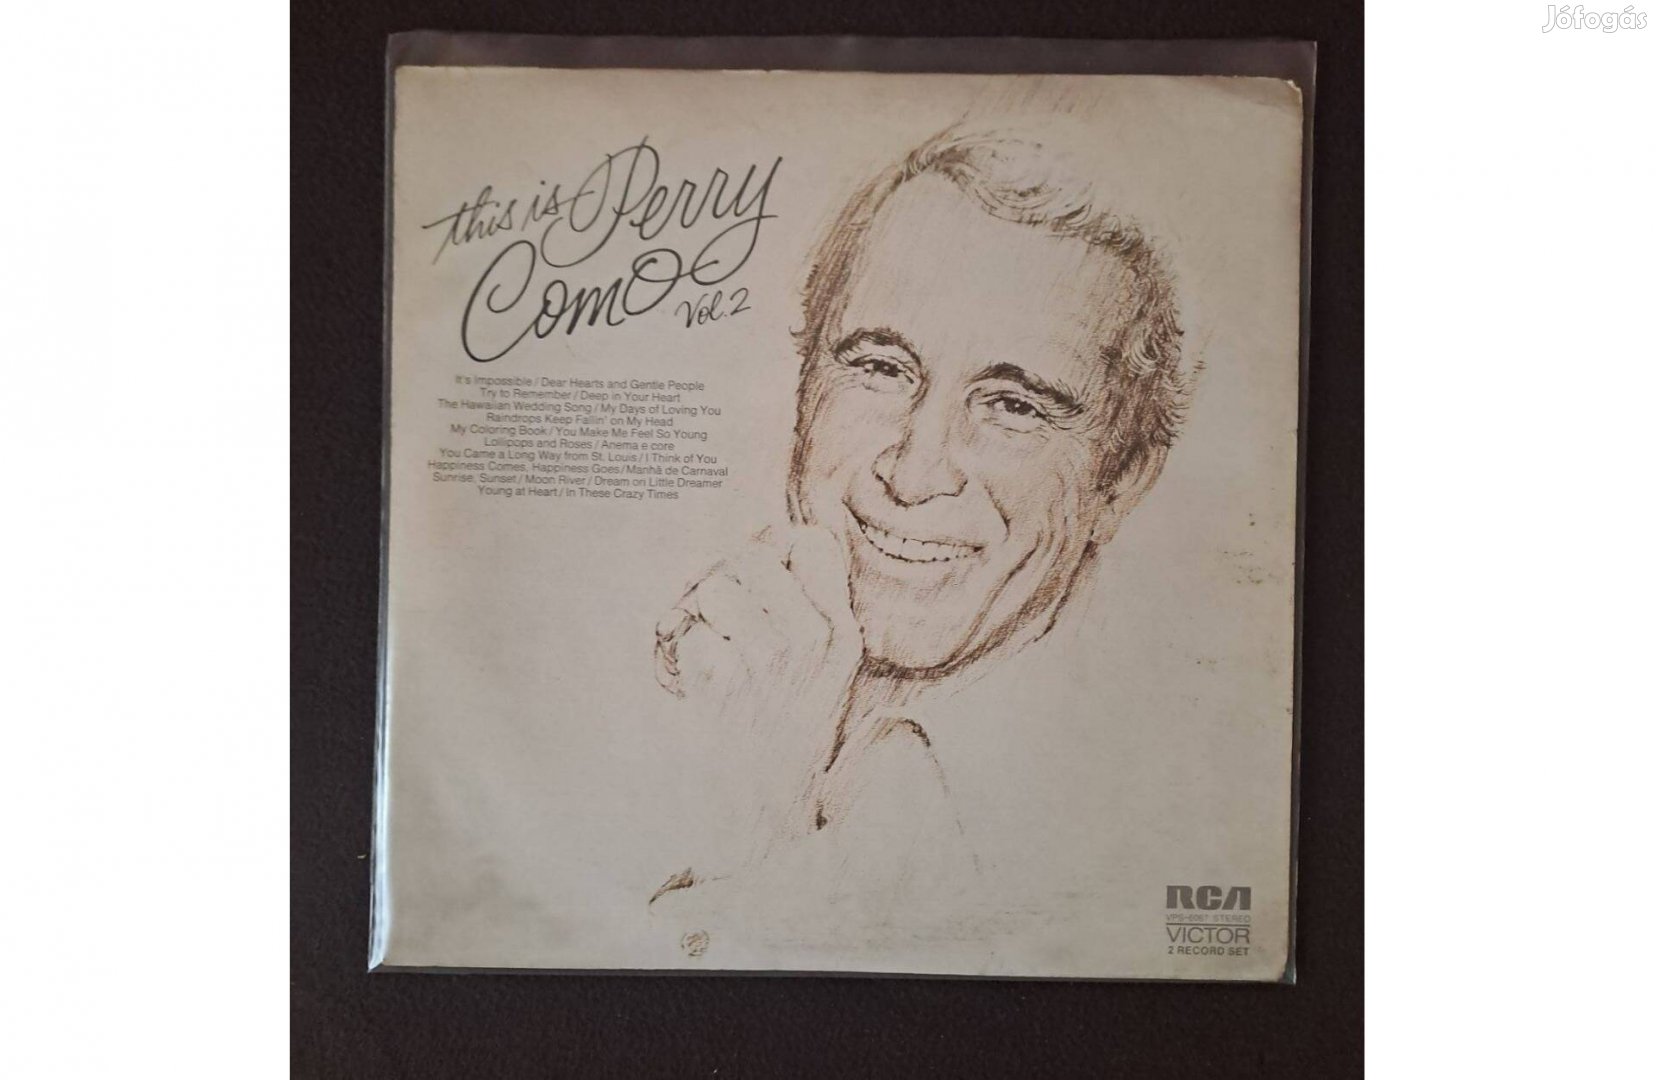 Jófogás
this is Perry
Como Vol. 2
It's Impossible / Dear Hearts and Gentle People
Try to Remember / Deep in Your Heart
The Hawaiian Wedding Song / My Days of Loving You
Raindrops Keep Fallin' on My Head
My Coloring Book / You Make Me Feel So Young
Lollipops and Roses / Anema e core
You Came a Long Way from St. Louis / I Think of You
Happiness Comes, Happiness Goes / Manhã de Carnaval
Sunrise, Sunset / Moon River / Dream on Little Dreamer
Young at Heart / In These Crazy Times
RCA
VPS-6067 STEREO
VICTOR
2 RECORD SET